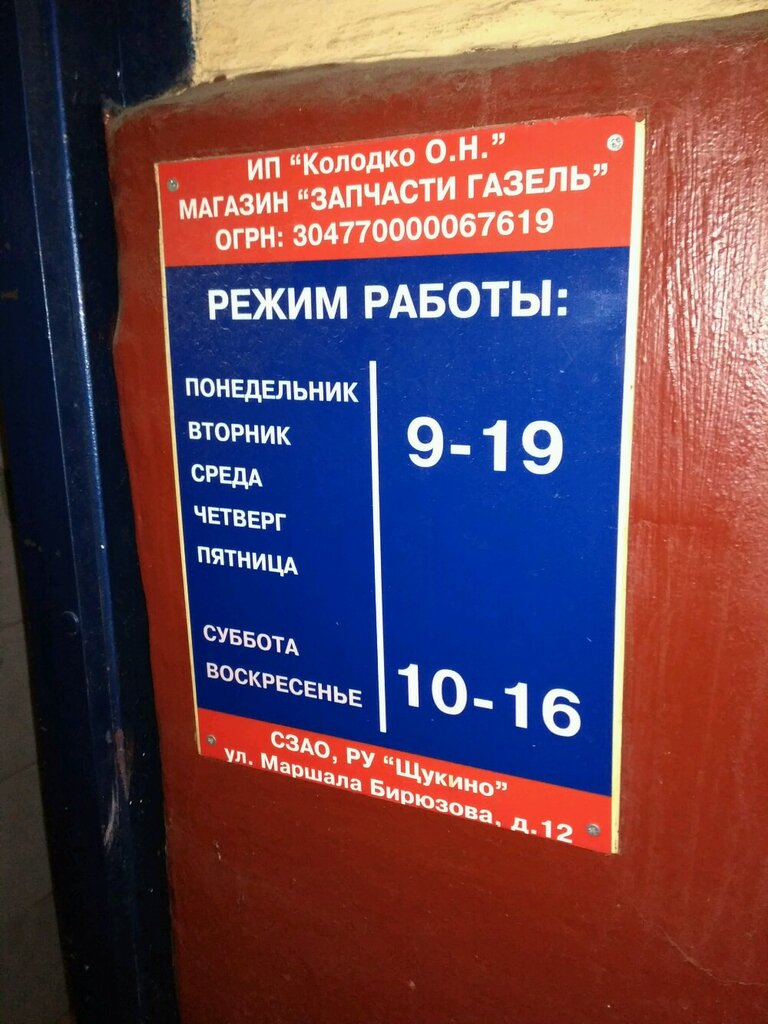 ИП “Колодко О.Н.”
МАГАЗИН “ЗАПЧАСТИ ГАЗЕЛЬ”
ОГРН: 304770000067619
РЕЖИМ РАБОТЫ:
ПОНЕДЕЛЬНИК
ВТОРНИК
СРЕДА
ЧЕТВЕРГ
ПЯТНИЦА
9-19
СУББОТА
ВОСКРЕСЕНЬЕ
10-16
СЗАО, РУ “Щукино”
ул. Маршала Бирюзова, д.12